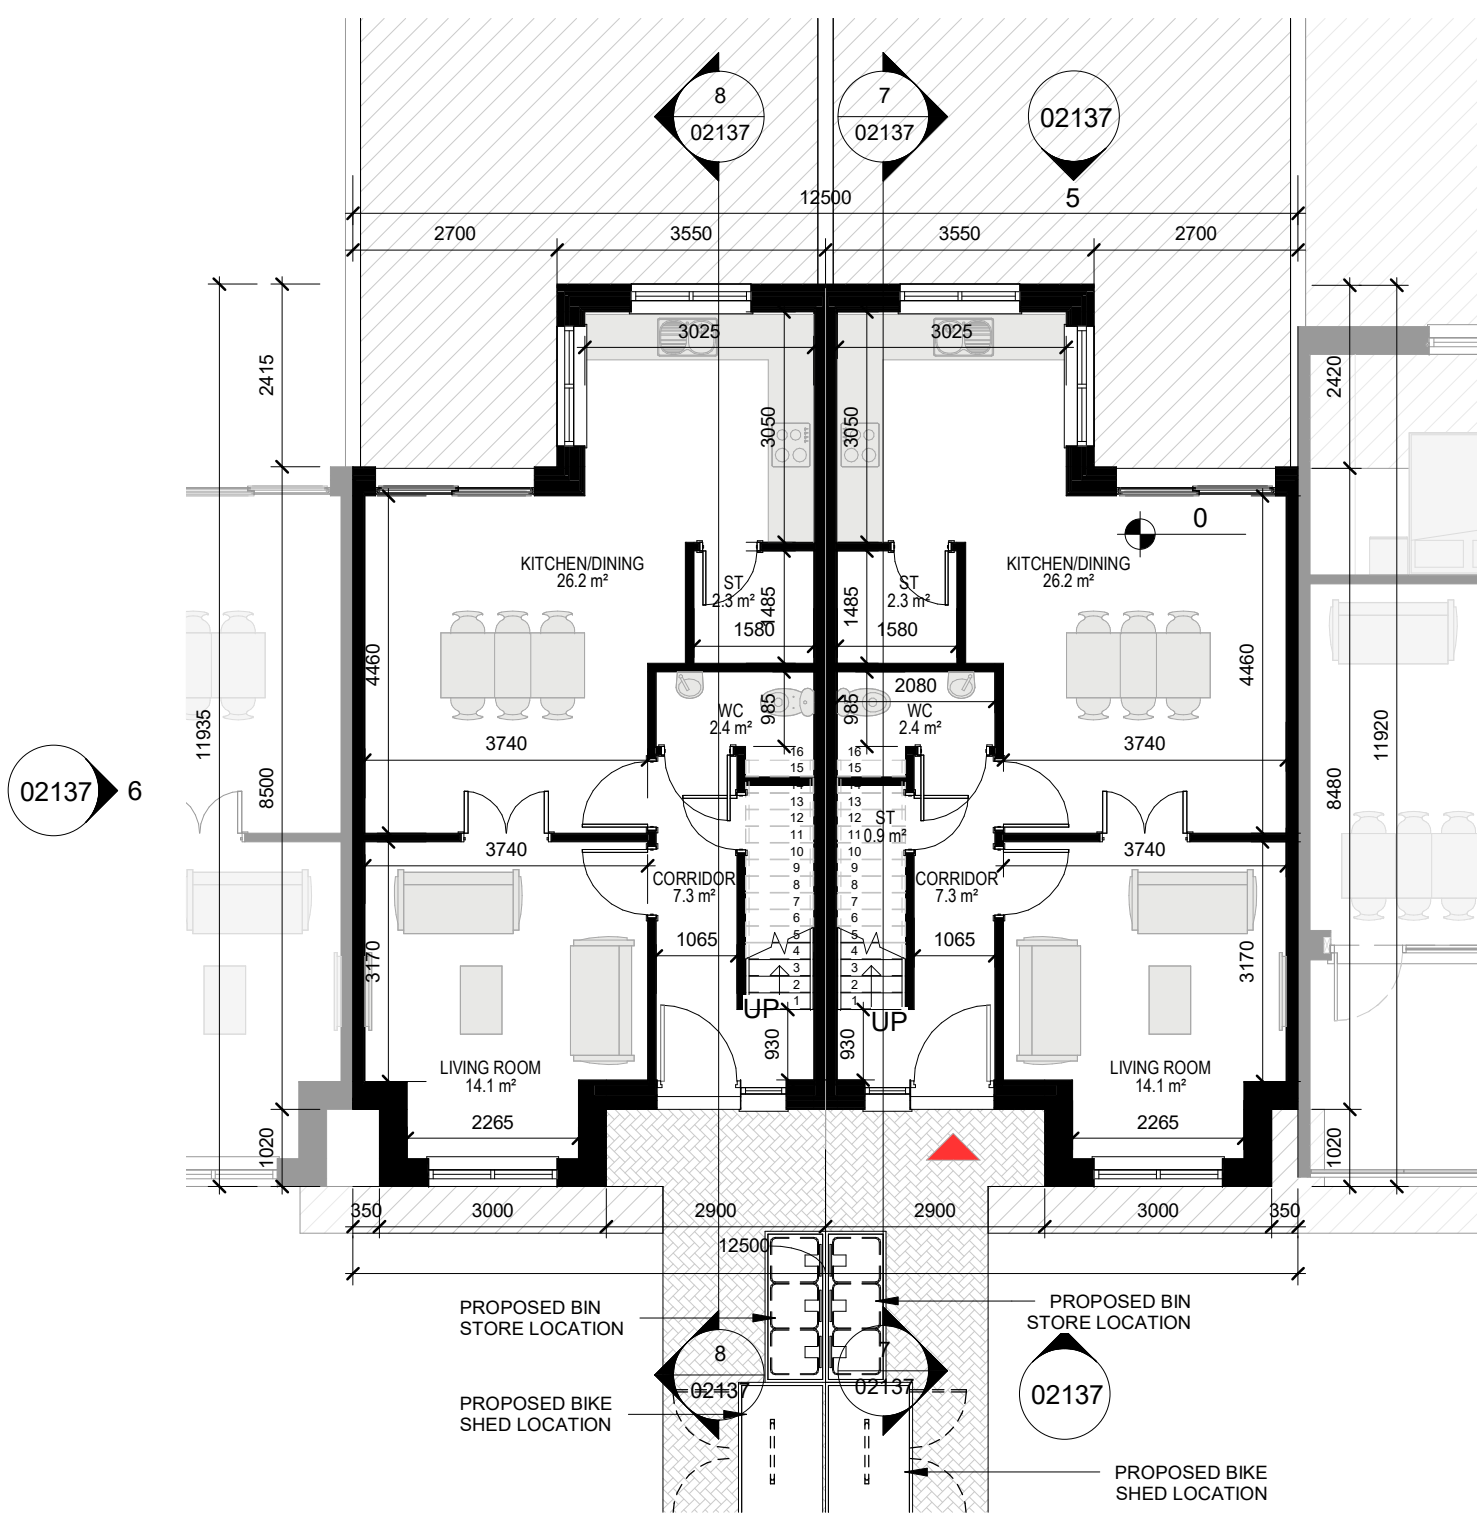 8
02137
7
02137
02137
5
12500
2700
3550
3550
2700
2415
2420
3025
3025
3050
3050
0
KITCHEN/DINING
26.2 m²
KITCHEN/DINING
26.2 m²
ST
2.3 m²
ST
2.3 m²
1485
1485
1580
1580
4460
4460
2080
WC
2.4 m²
WC
2.4 m²
985
985
11935
11920
3740
3740
02137
6
8500
8480
16
15
14
13
12
11
10
9
8
7
6
5
4
3
2
1
16
15
14
13
12
11
10
9
8
7
6
5
4
3
2
1
ST
0.9 m²
3740
3740
CORRIDOR
7.3 m²
CORRIDOR
7.3 m²
1065
1065
3170
3170
UP
UP
930
930
LIVING ROOM
14.1 m²
LIVING ROOM
14.1 m²
2265
2265
1020
1020
350
3000
2900
2900
3000
350
12500
PROPOSED BIN
STORE LOCATION
PROPOSED BIN
STORE LOCATION
8
02137
7
02137
02137
PROPOSED BIKE
SHED LOCATION
PROPOSED BIKE
SHED LOCATION